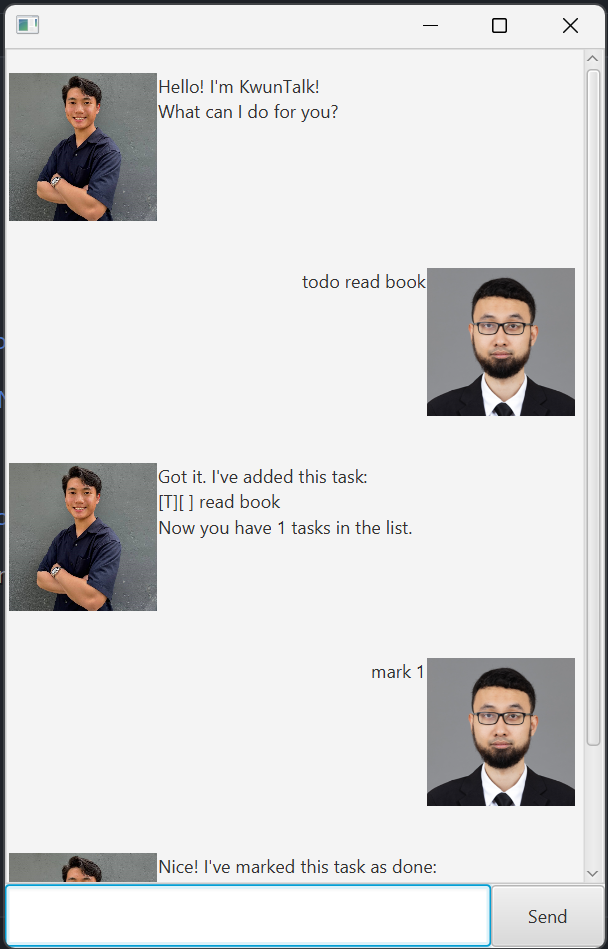 Hello! I'm KwunTalk!
What can I do for you?
todo read book
Got it. I've added this task:
[T][ ] read book
Now you have 1 tasks in the list.
mark 1
Nice! I've marked this task as done:
Send